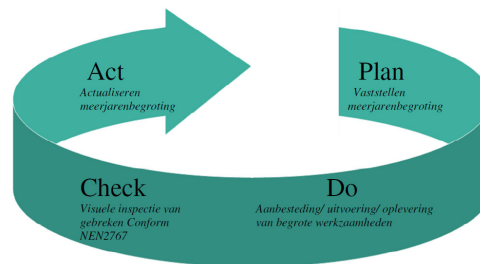 Act
Actualiseren
meerjarenbegroting
Plan
Vaststellen
meerjarenbegroting
Check
Visuele inspectie van
gebreken Conform
NEN2767
Do
Aanbesteding/ uitvoering/ oplevering
van begrote werkzaamheden